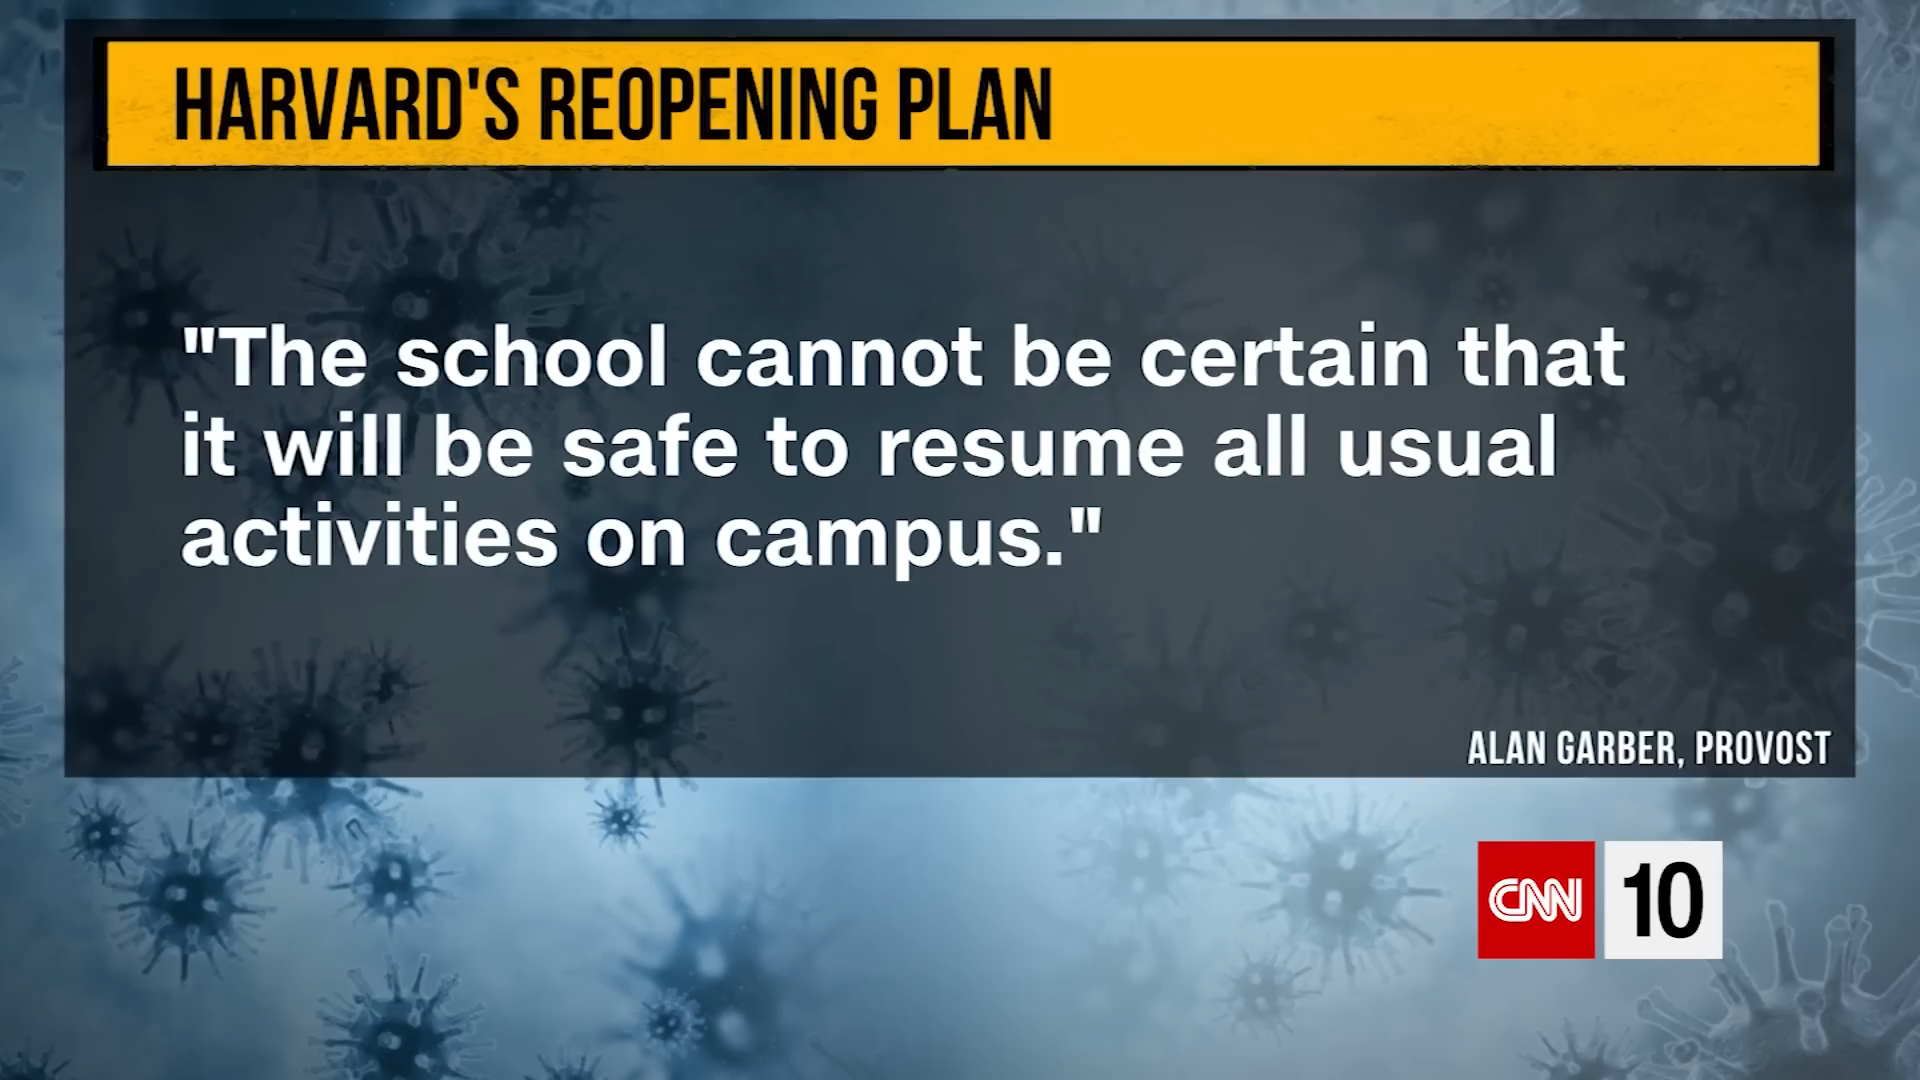 HARVARD'S REOPENING PLAN
"The school cannot be certain that
it will be safe to resume all usual
activities on campus."
ALAN GARBER, PROVOST
CNN 10